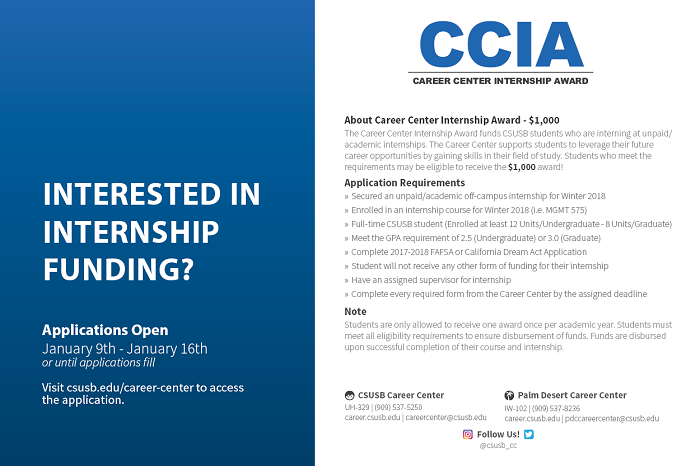 INTERESTED IN
INTERNSHIP
FUNDING?
Applications Open
January 9th - January 16th
or until applications fill
Visit csusb.edu/career-center to access
the application.
CCIA
CAREER CENTER INTERNSHIP AWARD
About Career Center Internship Award - $1,000
The Career Center Internship Award funds CSUSB students who are interning at unpaid/
academic internships. The Career Center supports students to leverage their future
career opportunities by gaining skills in their field of study. Students who meet the
requirements may be eligible to receive the $1,000 award!
Application Requirements
» Secured an unpaid/academic off-campus internship for Winter 2018
» Enrolled in an internship course for Winter 2018 (i.e. MGMT 575)
» Full-time CSUSB student (Enrolled at least 12 Units/Undergraduate - 8 Units/Graduate)
» Meet the GPA requirement of 2.5 (Undergraduate) or 3.0 (Graduate)
» Complete 2017-2018 FAFSA or California Dream Act Application
» Student will not receive any other form of funding for their internship
» Have an assigned supervisor for internship
» Complete every required form from the Career Center by the assigned deadline
Note
Students are only allowed to receive one award once per academic year. Students must
meet all eligibility requirements to ensure disbursement of funds. Funds are disbursed
upon successful completion of their course and internship.
CSUSB Career Center
UH-329 | (909) 537-5250
career.csusb.edu | careercenter@csusb.edu
Palm Desert Career Center
IW-102 | (909) 537-8236
career.csusb.edu | pdccareercenter@csusb.edu
Follow Us!
@csusb_cc